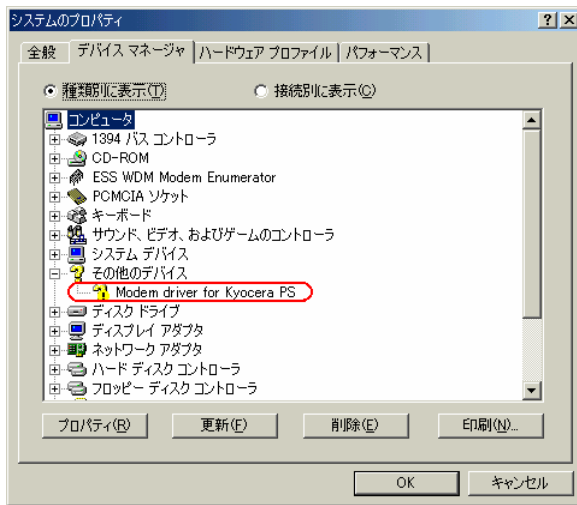 システムのプロパティ
全般 デバイス マネージャ ハードウェア プロファイル パフォーマンス
種類別に表示(T) 接続別に表示(C)
コンピュータ
1394 バス コントローラ
CD-ROM
ESS WDM Modem Enumerator
PCMCIA ソケット
キーボード
サウンド、ビデオ、およびゲームのコントローラ
システム デバイス
その他のデバイス
Modem driver for Kyocera PS
ディスク ドライブ
ディスプレイ アダプタ
ネットワーク アダプタ
ハード ディスク コントローラ
フロッピー ディスク コントローラ
プロパティ(R) 更新(F) 削除(E) 印刷(N)...
OK キャンセル